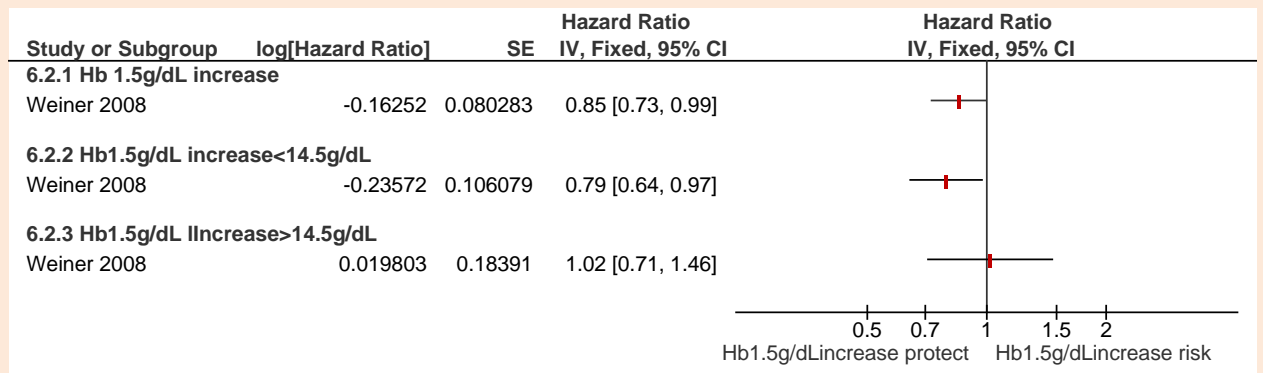 Hazard Ratio Hazard Ratio
Study or Subgroup log[Hazard Ratio] SE IV, Fixed, 95% CI IV, Fixed, 95% CI
6.2.1 Hb 1.5g/dL increase
Weiner 2008 -0.16252 0.080283 0.85 [0.73, 0.99]
6.2.2 Hb1.5g/dL increase<14.5g/dL
Weiner 2008 -0.23572 0.106079 0.79 [0.64, 0.97]
6.2.3 Hb1.5g/dL IIncrease>14.5g/dL
Weiner 2008 0.019803 0.18391 1.02 [0.71, 1.46]
0.5 0.7 1 1.5 2
Hb1.5g/dLincrease protect Hb1.5g/dLincrease risk